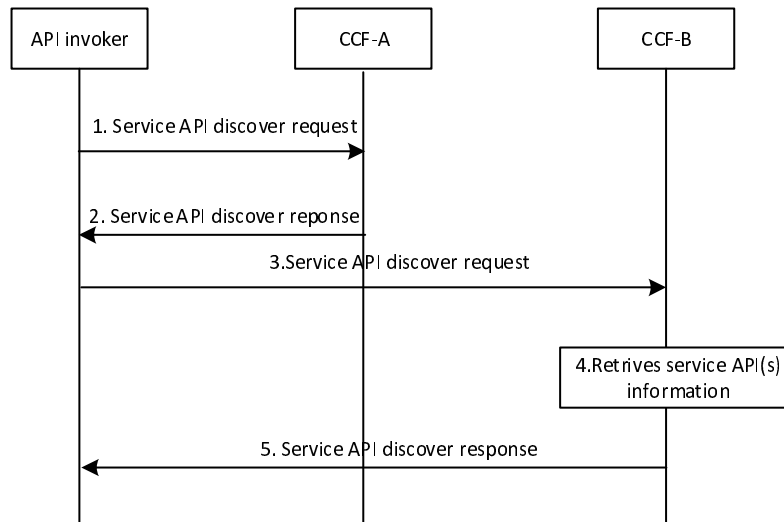 API invoker
CCF-A
CCF-B
1. Service API discover request
2. Service API discover reponse
3.Service API discover request
4.Retrives service API(s)
information
5. Service API discover response